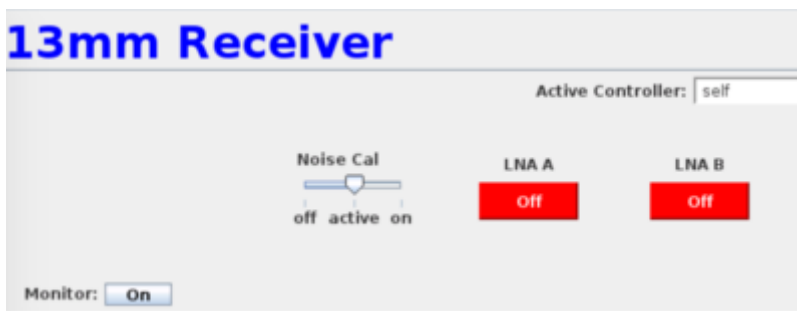 13mm Receiver
Active Controller: self
Noise Cal LNA A LNA B
Off Off
off active on
Monitor: On